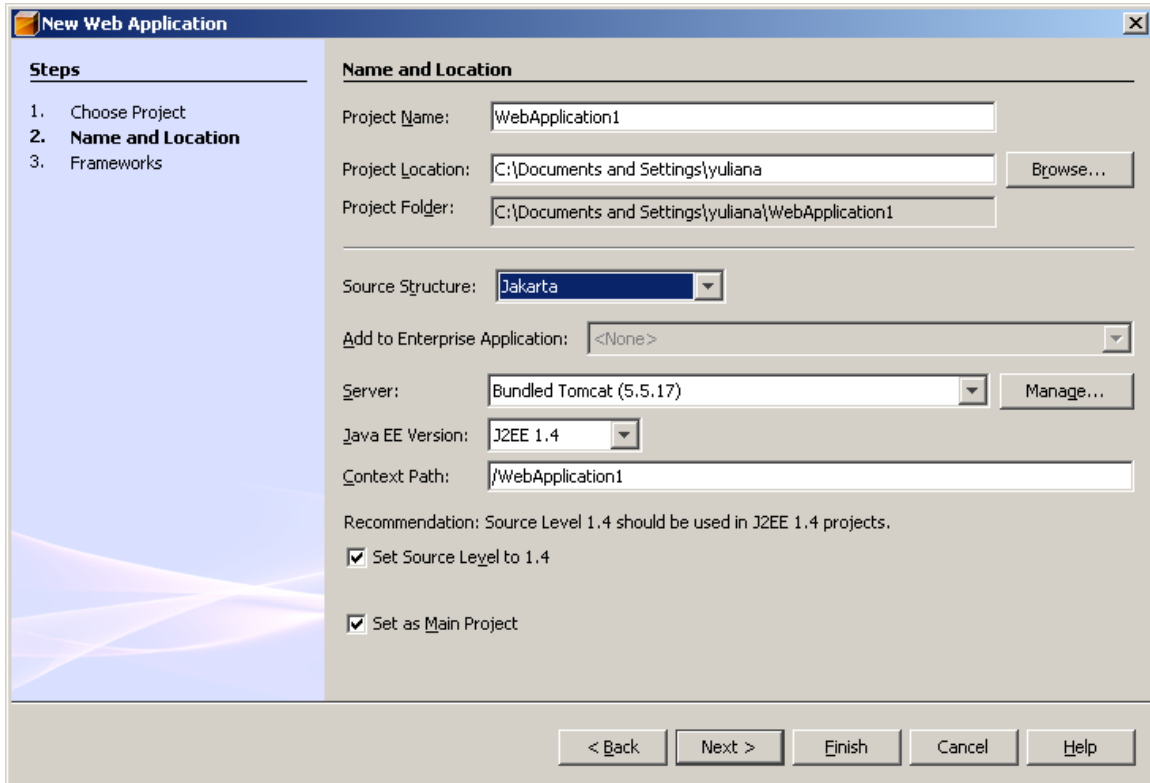 New Web Application
Steps
1. Choose Project
2. Name and Location
3. Frameworks
Name and Location
Project Name: WebApplication1
Project Location: C:\Documents and Settings\yuliana Browse...
Project Folder: C:\Documents and Settings\yuliana\WebApplication1
Source Structure: Jakarta
Add to Enterprise Application: <None>
Server: Bundled Tomcat (5.5.17) Manage...
Java EE Version: J2EE 1.4
Context Path: /WebApplication1
Recommendation: Source Level 1.4 should be used in J2EE 1.4 projects.
Set Source Level to 1.4
Set as Main Project
< Back Next > Finish Cancel Help